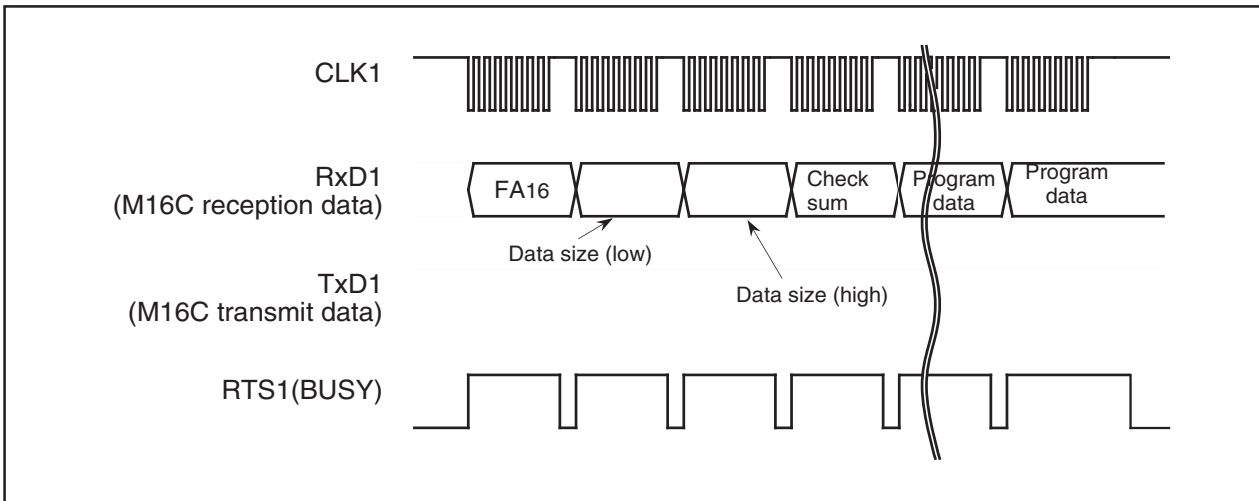 CLK1
RxD1
(M16C reception data)
FA16
Check
sum
Program
data
Program
data
Data size (low)
Data size (high)
TxD1
(M16C transmit data)
RTS1(BUSY)